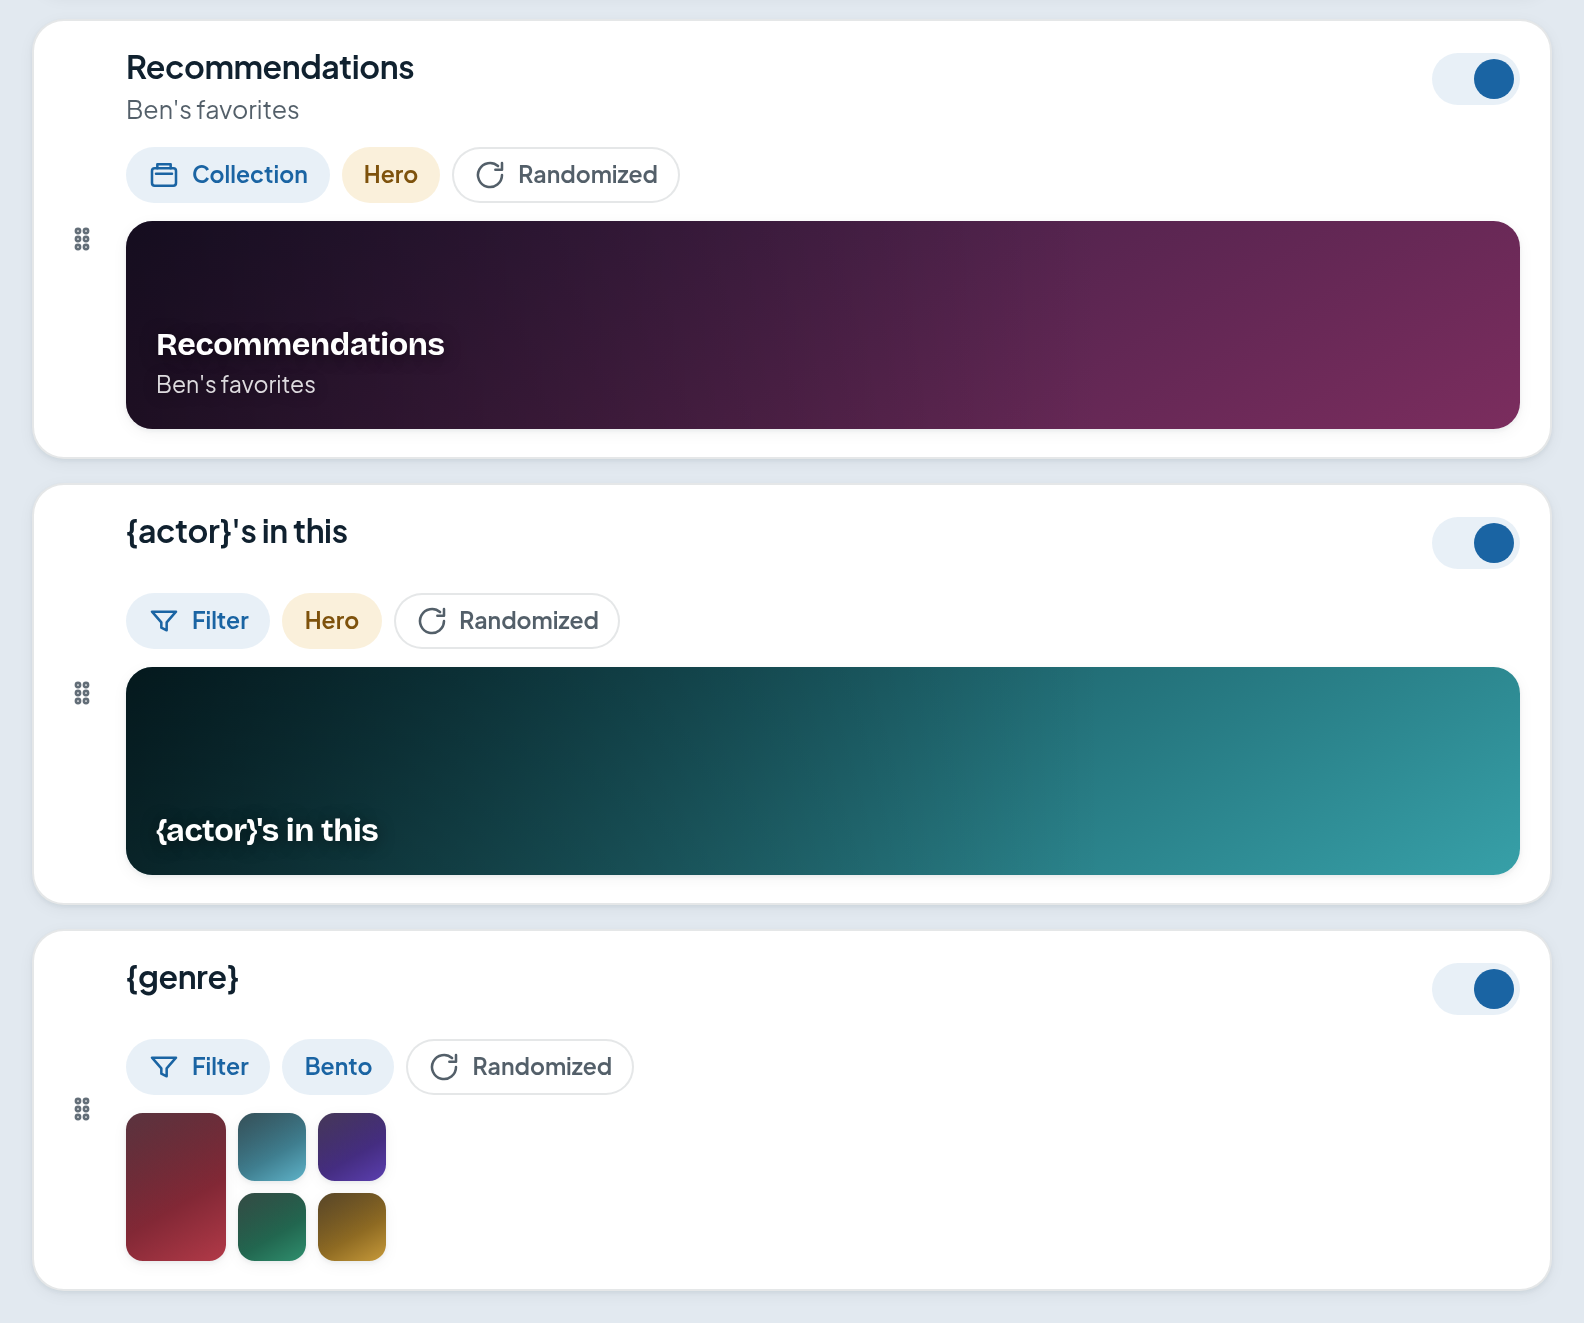 Recommendations
Ben's favorites
Collection
Hero
Randomized
Recommendations
Ben's favorites
{actor}'s in this
Filter
Hero
Randomized
{actor}'s in this
{genre}
Filter
Bento
Randomized